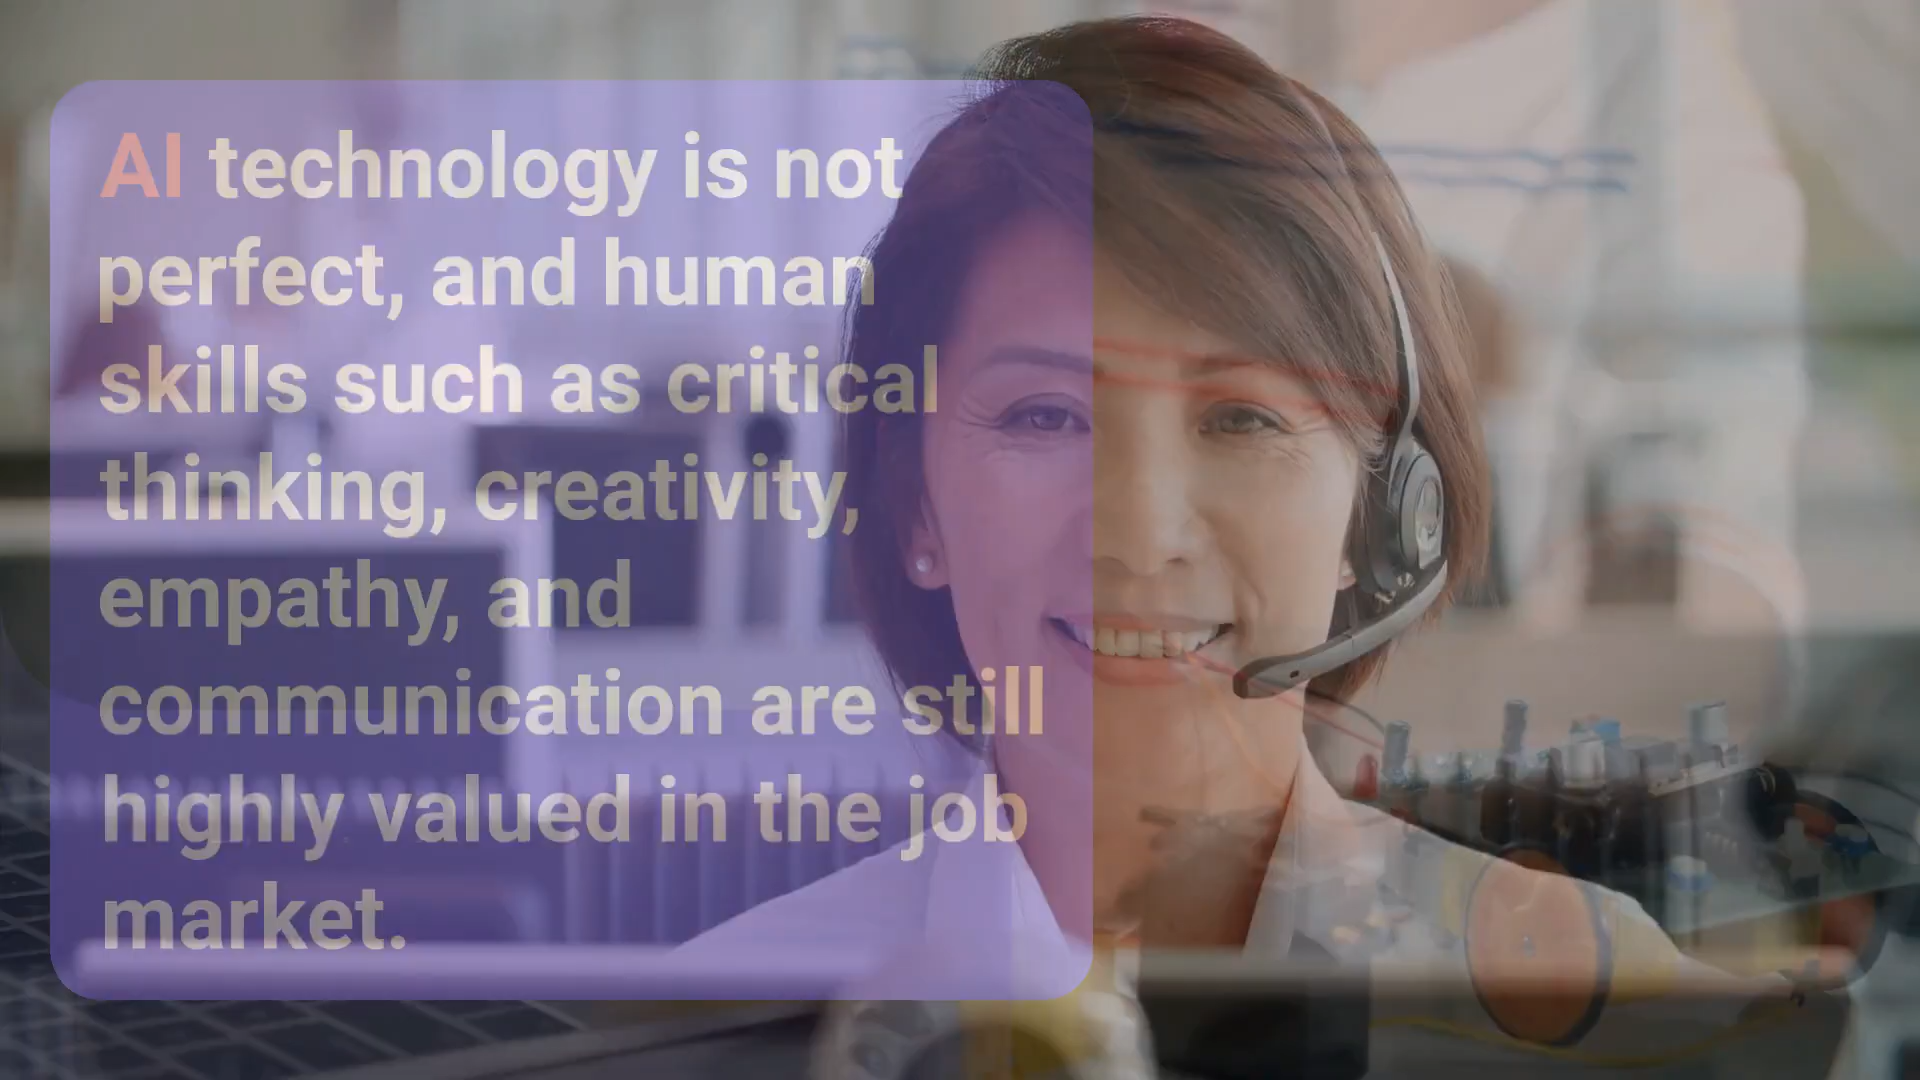 AI technology is not
perfect, and human
skills such as critical
thinking, creativity,
empathy, and
communication are still
highly valued in the job
market.